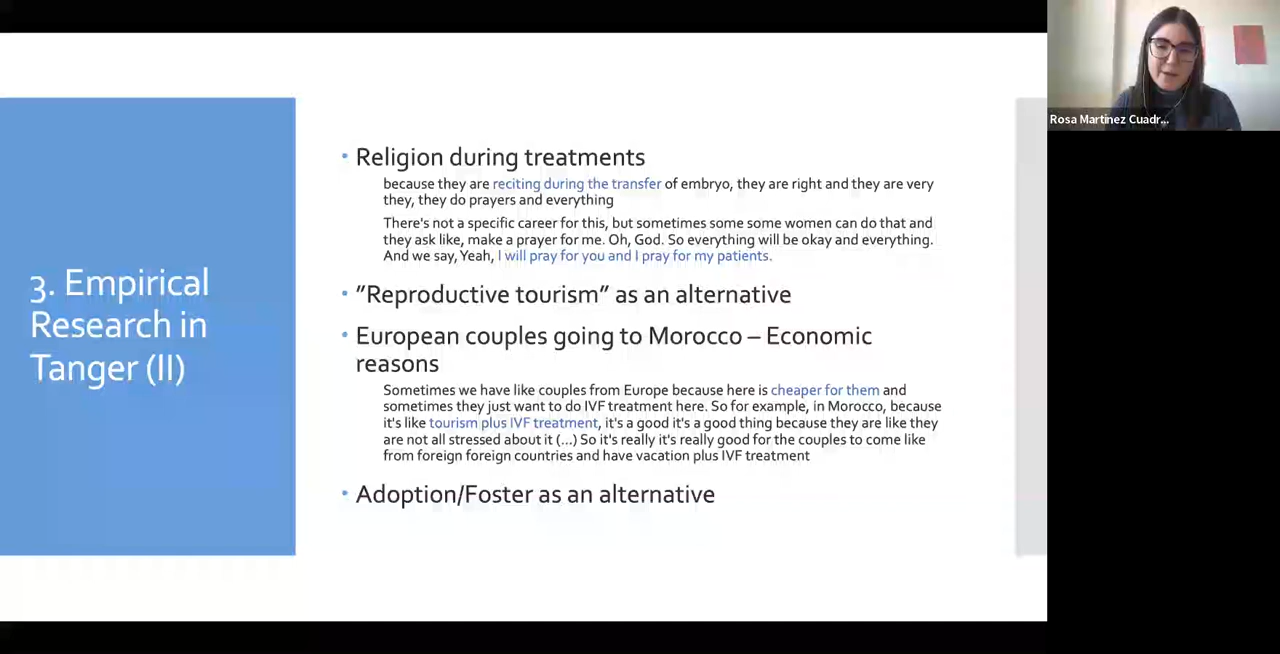 3. Empirical
Research in
Tanger (II)
• Religion during treatments
because they are reciting during the transfer of embryo, they are right and they are very
they, they do prayers and everything
There's not a specific career for this, but sometimes some some women can do that and
they ask like, make a prayer for me. Oh, God. So everything will be okay and everything.
And we say, Yeah, I will pray for you and I pray for my patients.
• ”Reproductive tourism” as an alternative
• European couples going to Morocco – Economic
reasons
Sometimes we have like couples from Europe because here is cheaper for them and
sometimes they just want to do IVF treatment here. So for example, in Morocco, because
it's like tourism plus IVF treatment, it's a good it's a good thing because they are like they
are not all stressed about it (...) So it's really it's really good for the couples to come like
from foreign foreign countries and have vacation plus IVF treatment
• Adoption/Foster as an alternative
Rosa Martínez Cuadr...